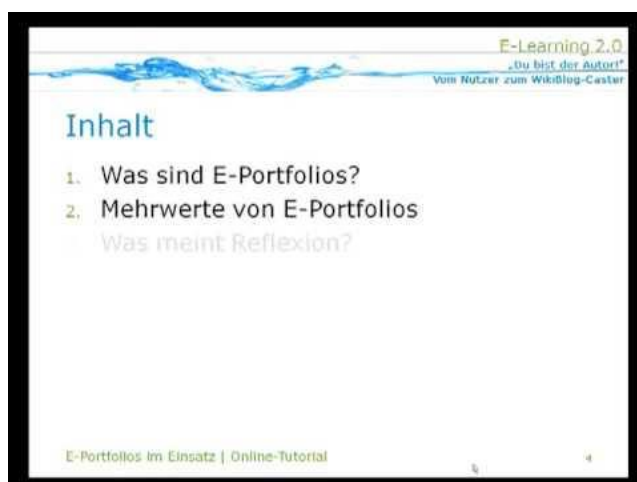 E-Learning 2.0
„Du bist der Autor!"
Vom Nutzer zum WikiBlog-Caster
Inhalt
1. Was sind E-Portfolios?
2. Mehrwerte von E-Portfolios
Was meint Reflexion?
E-Portfolios im Einsatz | Online-Tutorial
4